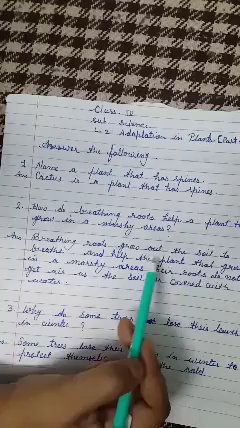 Class - IV
Sub Science
L-2 Adaptation in Plants [Part-
Answer the following
1 Name a plant that has spines.
Ans Cactus is a plant that has spines
2. How do breathing roots help a plant to
grow in a marshy areas?
Ans Breathing roots grow out the soil to
breathe and help the plant that grow
in a marshy areas. roots do not
get air as the soil is covered with
water.
3 Why do some trees lose their leaves
in winter ?
Some trees lose their in winter to
protect themselves the cold.